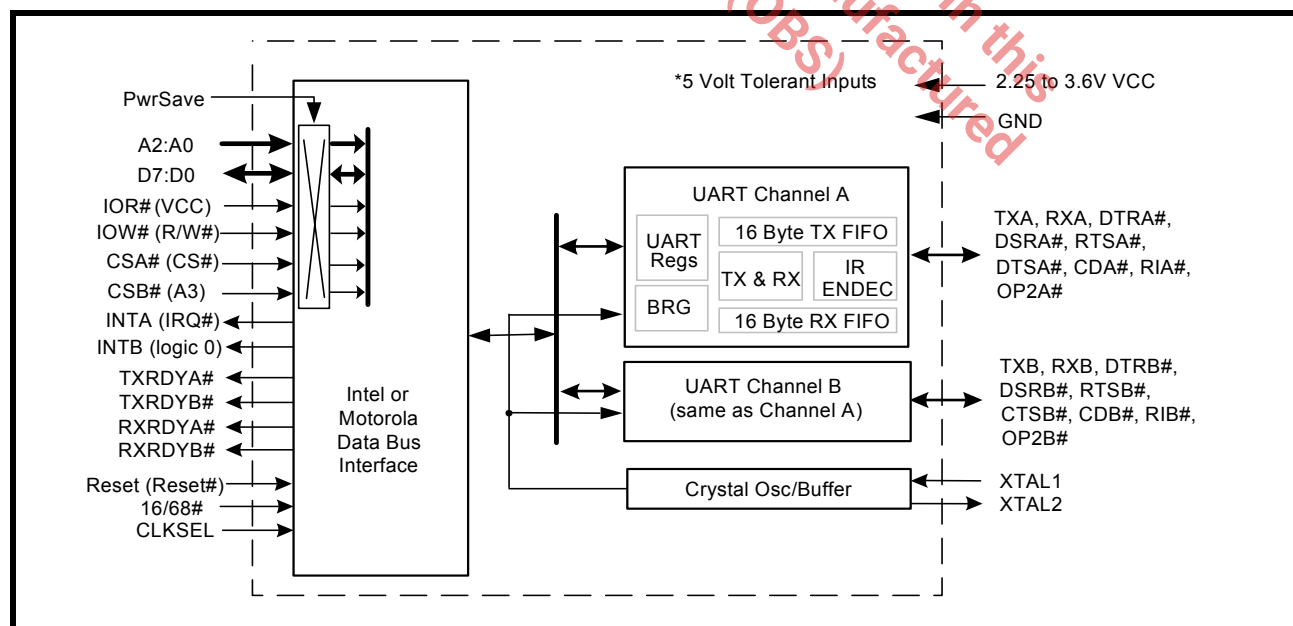 in this
nufactured
(OBS)
*5 Volt Tolerant Inputs
2.25 to 3.6V VCC
GND
PwrSave
A2:A0
D7:D0
IOR# (VCC)
IOW# (R/W#)
CSA# (CS#)
CSB# (A3)
INTA (IRQ#)
INTB (logic 0)
TXRDYA#
TXRDYB#
RXRDYA#
RXRDYB#
Reset (Reset#)
16/68#
CLKSEL
Intel or
Motorola
Data Bus
Interface
UART Channel A
UART
Regs
BRG
16 Byte TX FIFO
TX & RX
IR
ENDEC
16 Byte RX FIFO
TXA, RXA, DTRA#,
DSRA#, RTSA#,
DTSA#, CDA#, RIA#,
OP2A#
UART Channel B
(same as Channel A)
TXB, RXB, DTRB#,
DSRB#, RTSB#,
CTSB#, CDB#, RIB#,
OP2B#
Crystal Osc/Buffer
XTAL1
XTAL2